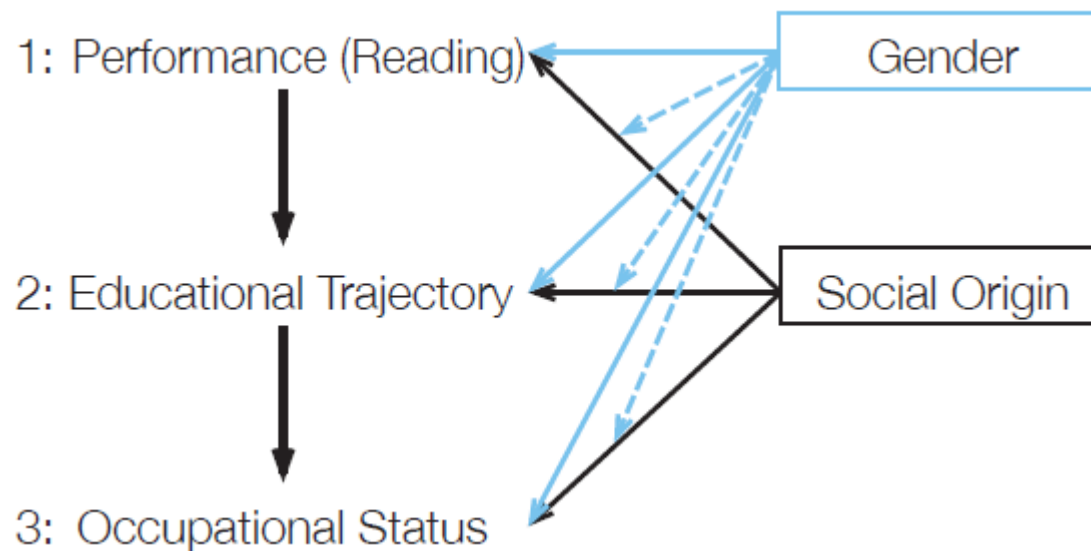 1: Performance (Reading)
Gender
2: Educational Trajectory
Social Origin
3: Occupational Status